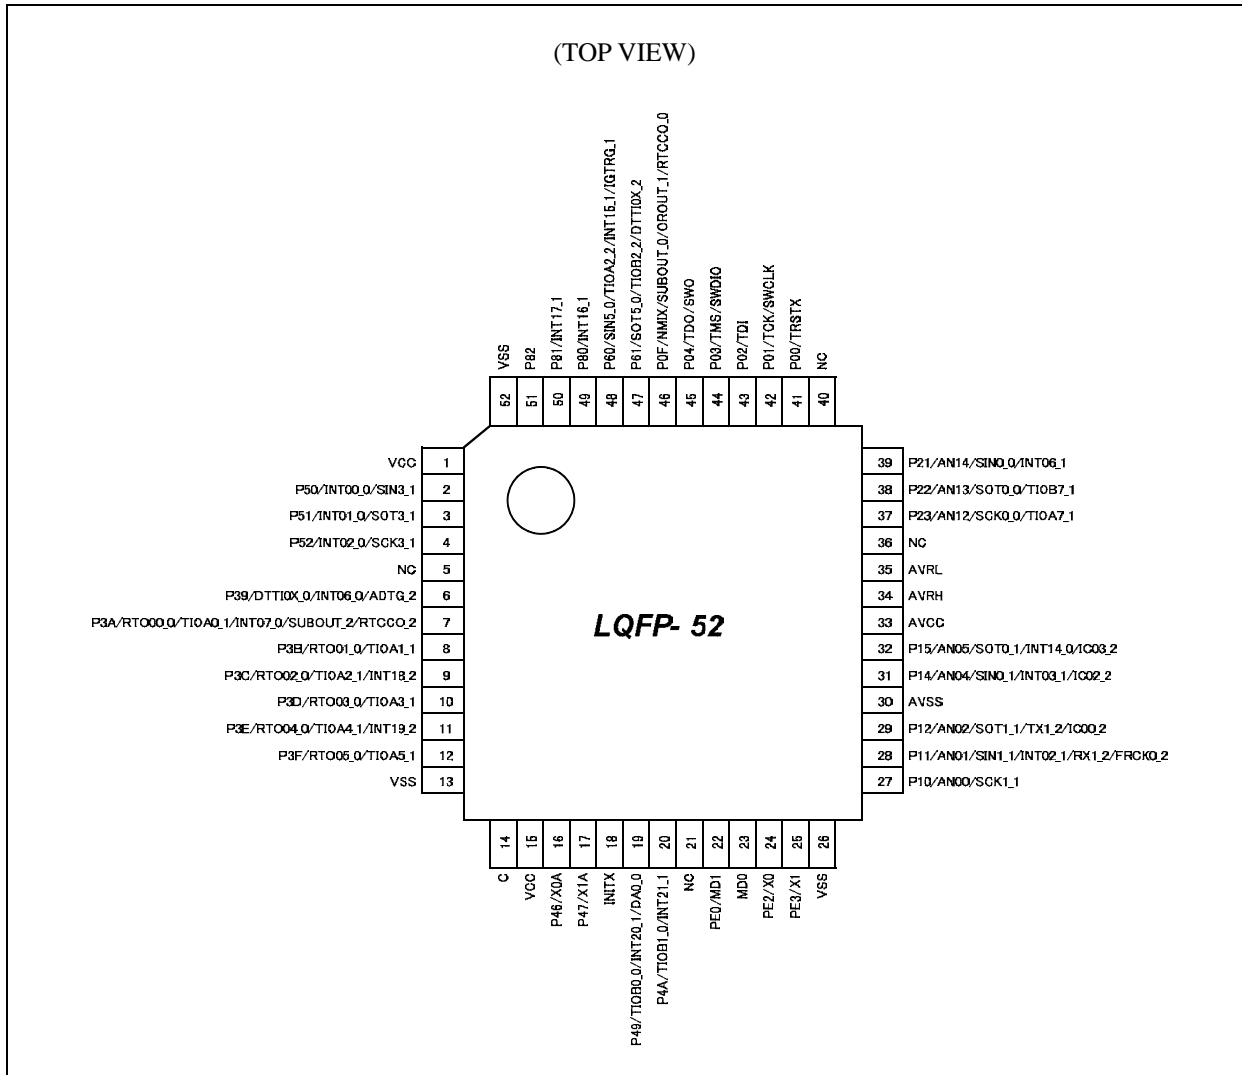 (TOP VIEW)
VSS
P82
P81/INT17_1
P80/INT16_1
P60/SIN5_0/TIOA2_2/INT15_1/IGTRG_1
P61/SOT5_0/TIOB2_2/DTTI0X_2
P0F/NMIX/SUBOUT_0/CROUT_1/RTCCO_0
P04/TDO/SWO
P03/TMS/SWDIO
P02/TDI
P01/TCK/SWCLK
P00/TRSTX
NC
52 51 50 49 48 47 46 45 44 43 42 41 40
VCC 1
P50/INT00_0/SIN3_1 2
P51/INT01_0/SOT3_1 3
P52/INT02_0/SCK3_1 4
NC 5
P39/DTTI0X_0/INT06_0/ADTG_2 6
P3A/RTO00_0/TIOA0_1/INT07_0/SUBOUT_2/RTCCO_2 7
P3B/RTO01_0/TIOA1_1 8
P3C/RTO02_0/TIOA2_1/INT18_2 9
P3D/RTO03_0/TIOA3_1 10
P3E/RTO04_0/TIOA4_1/INT19_2 11
P3F/RTO05_0/TIOA5_1 12
VSS 13
LQFP- 52
39 P21/AN14/SIN0_0/INT06_1
38 P22/AN13/SOT0_0/TIOB7_1
37 P23/AN12/SCK0_0/TIOA7_1
36 NC
35 AVRL
34 AVRH
33 AVCC
32 P15/AN05/SOT0_1/INT14_0/IC03_2
31 P14/AN04/SIN0_1/INT03_1/IC02_2
30 AVSS
29 P12/AN02/SOT1_1/TX1_2/IC00_2
28 P11/AN01/SIN1_1/INT02_1/RX1_2/FRCK0_2
27 P10/AN00/SCK1_1
14 15 16 17 18 19 20 21 22 23 24 25 26
C
VCC
P46/X0A
P47/X1A
INITX
P49/TIOB0_0/INT20_1/DA0_0
P4A/TIOB1_0/INT21_1
NC
PE0/MD1
MD0
PE2/X0
PE3/X1
VSS